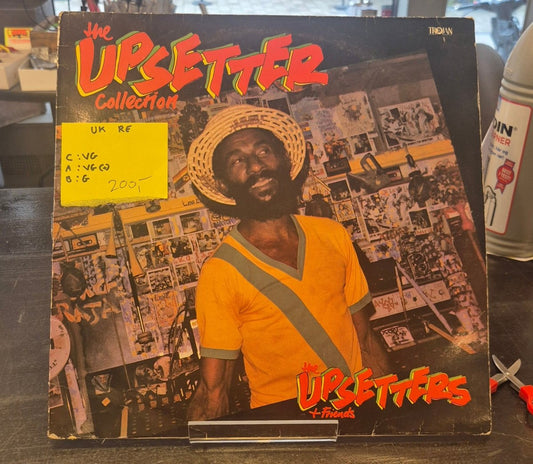 the
UPSETTER
Collection
TROJAN
UK RE
C: VG
A: VG(+)
B: G
200,-
the
UPSETTERS
+ Friends